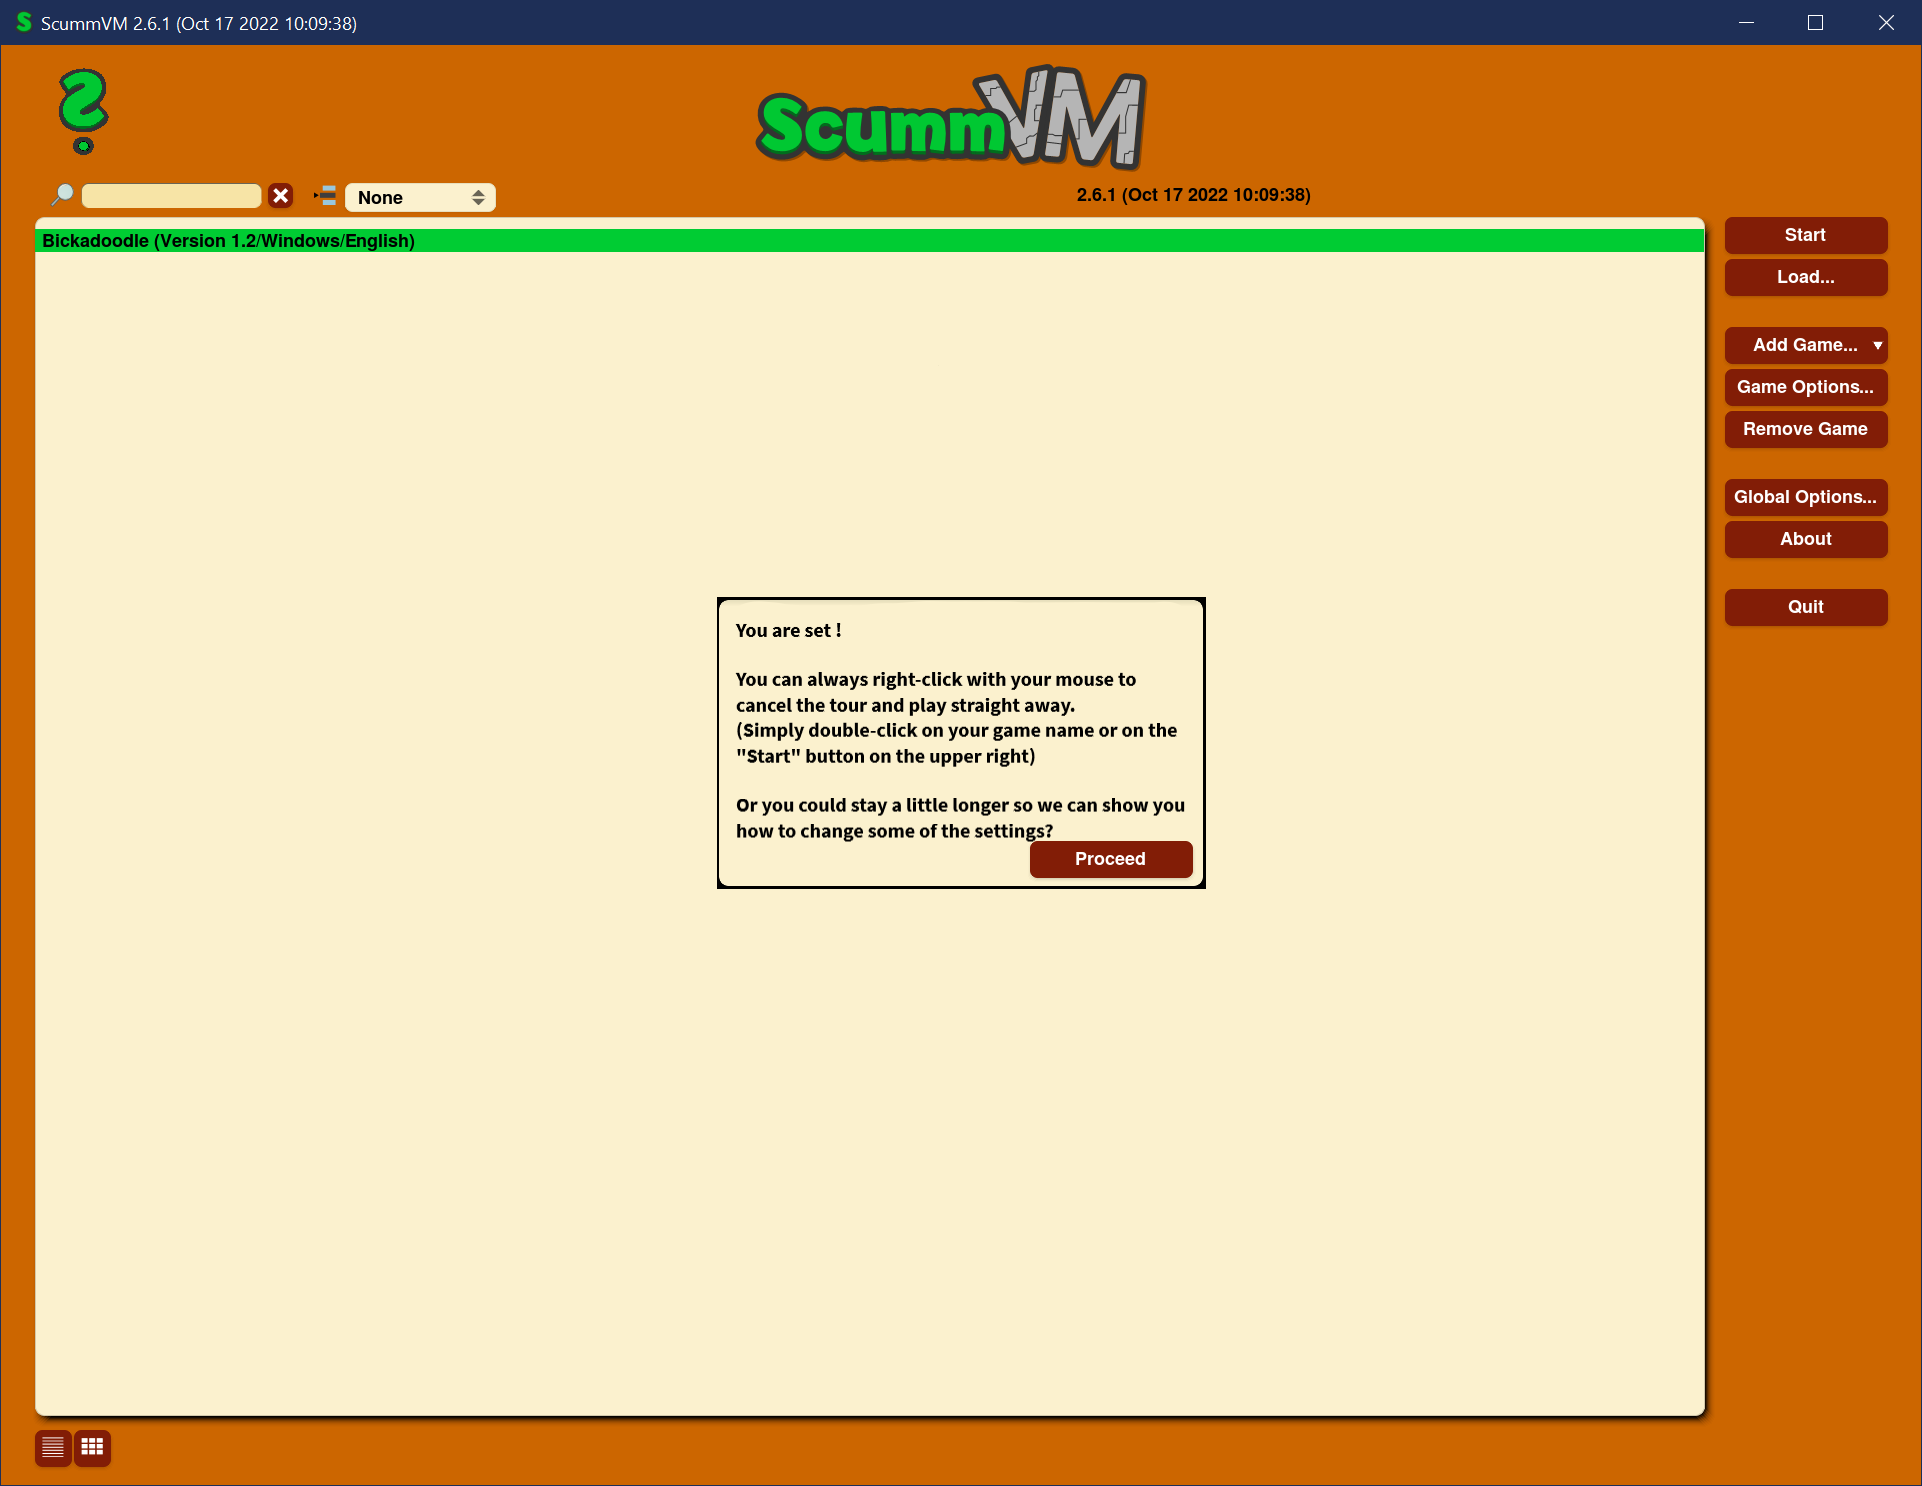 ScummVM 2.6.1 (Oct 17 2022 10:09:38)
ScummVM
None
2.6.1 (Oct 17 2022 10:09:38)
Bickadoodle (Version 1.2/Windows/English)
Start
Load...
Add Game...
Game Options...
Remove Game
Global Options...
About
Quit
You are set !
You can always right-click with your mouse to
cancel the tour and play straight away.
(Simply double-click on your game name or on the
"Start" button on the upper right)
Or you could stay a little longer so we can show you
how to change some of the settings?
Proceed